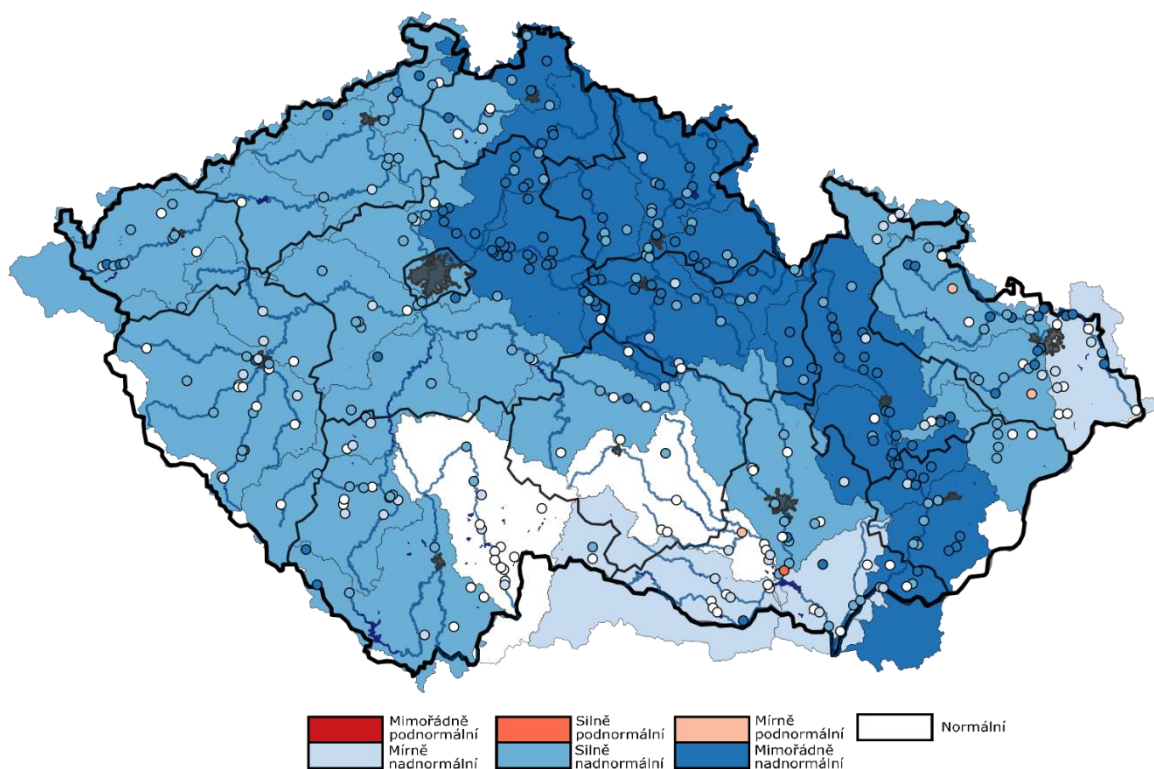 Mimořádně
podnormální
Mírně
nadnormální
Silně
podnormální
Silně
nadnormální
Mírně
podnormální
Mimořádně
nadnormální
Normální